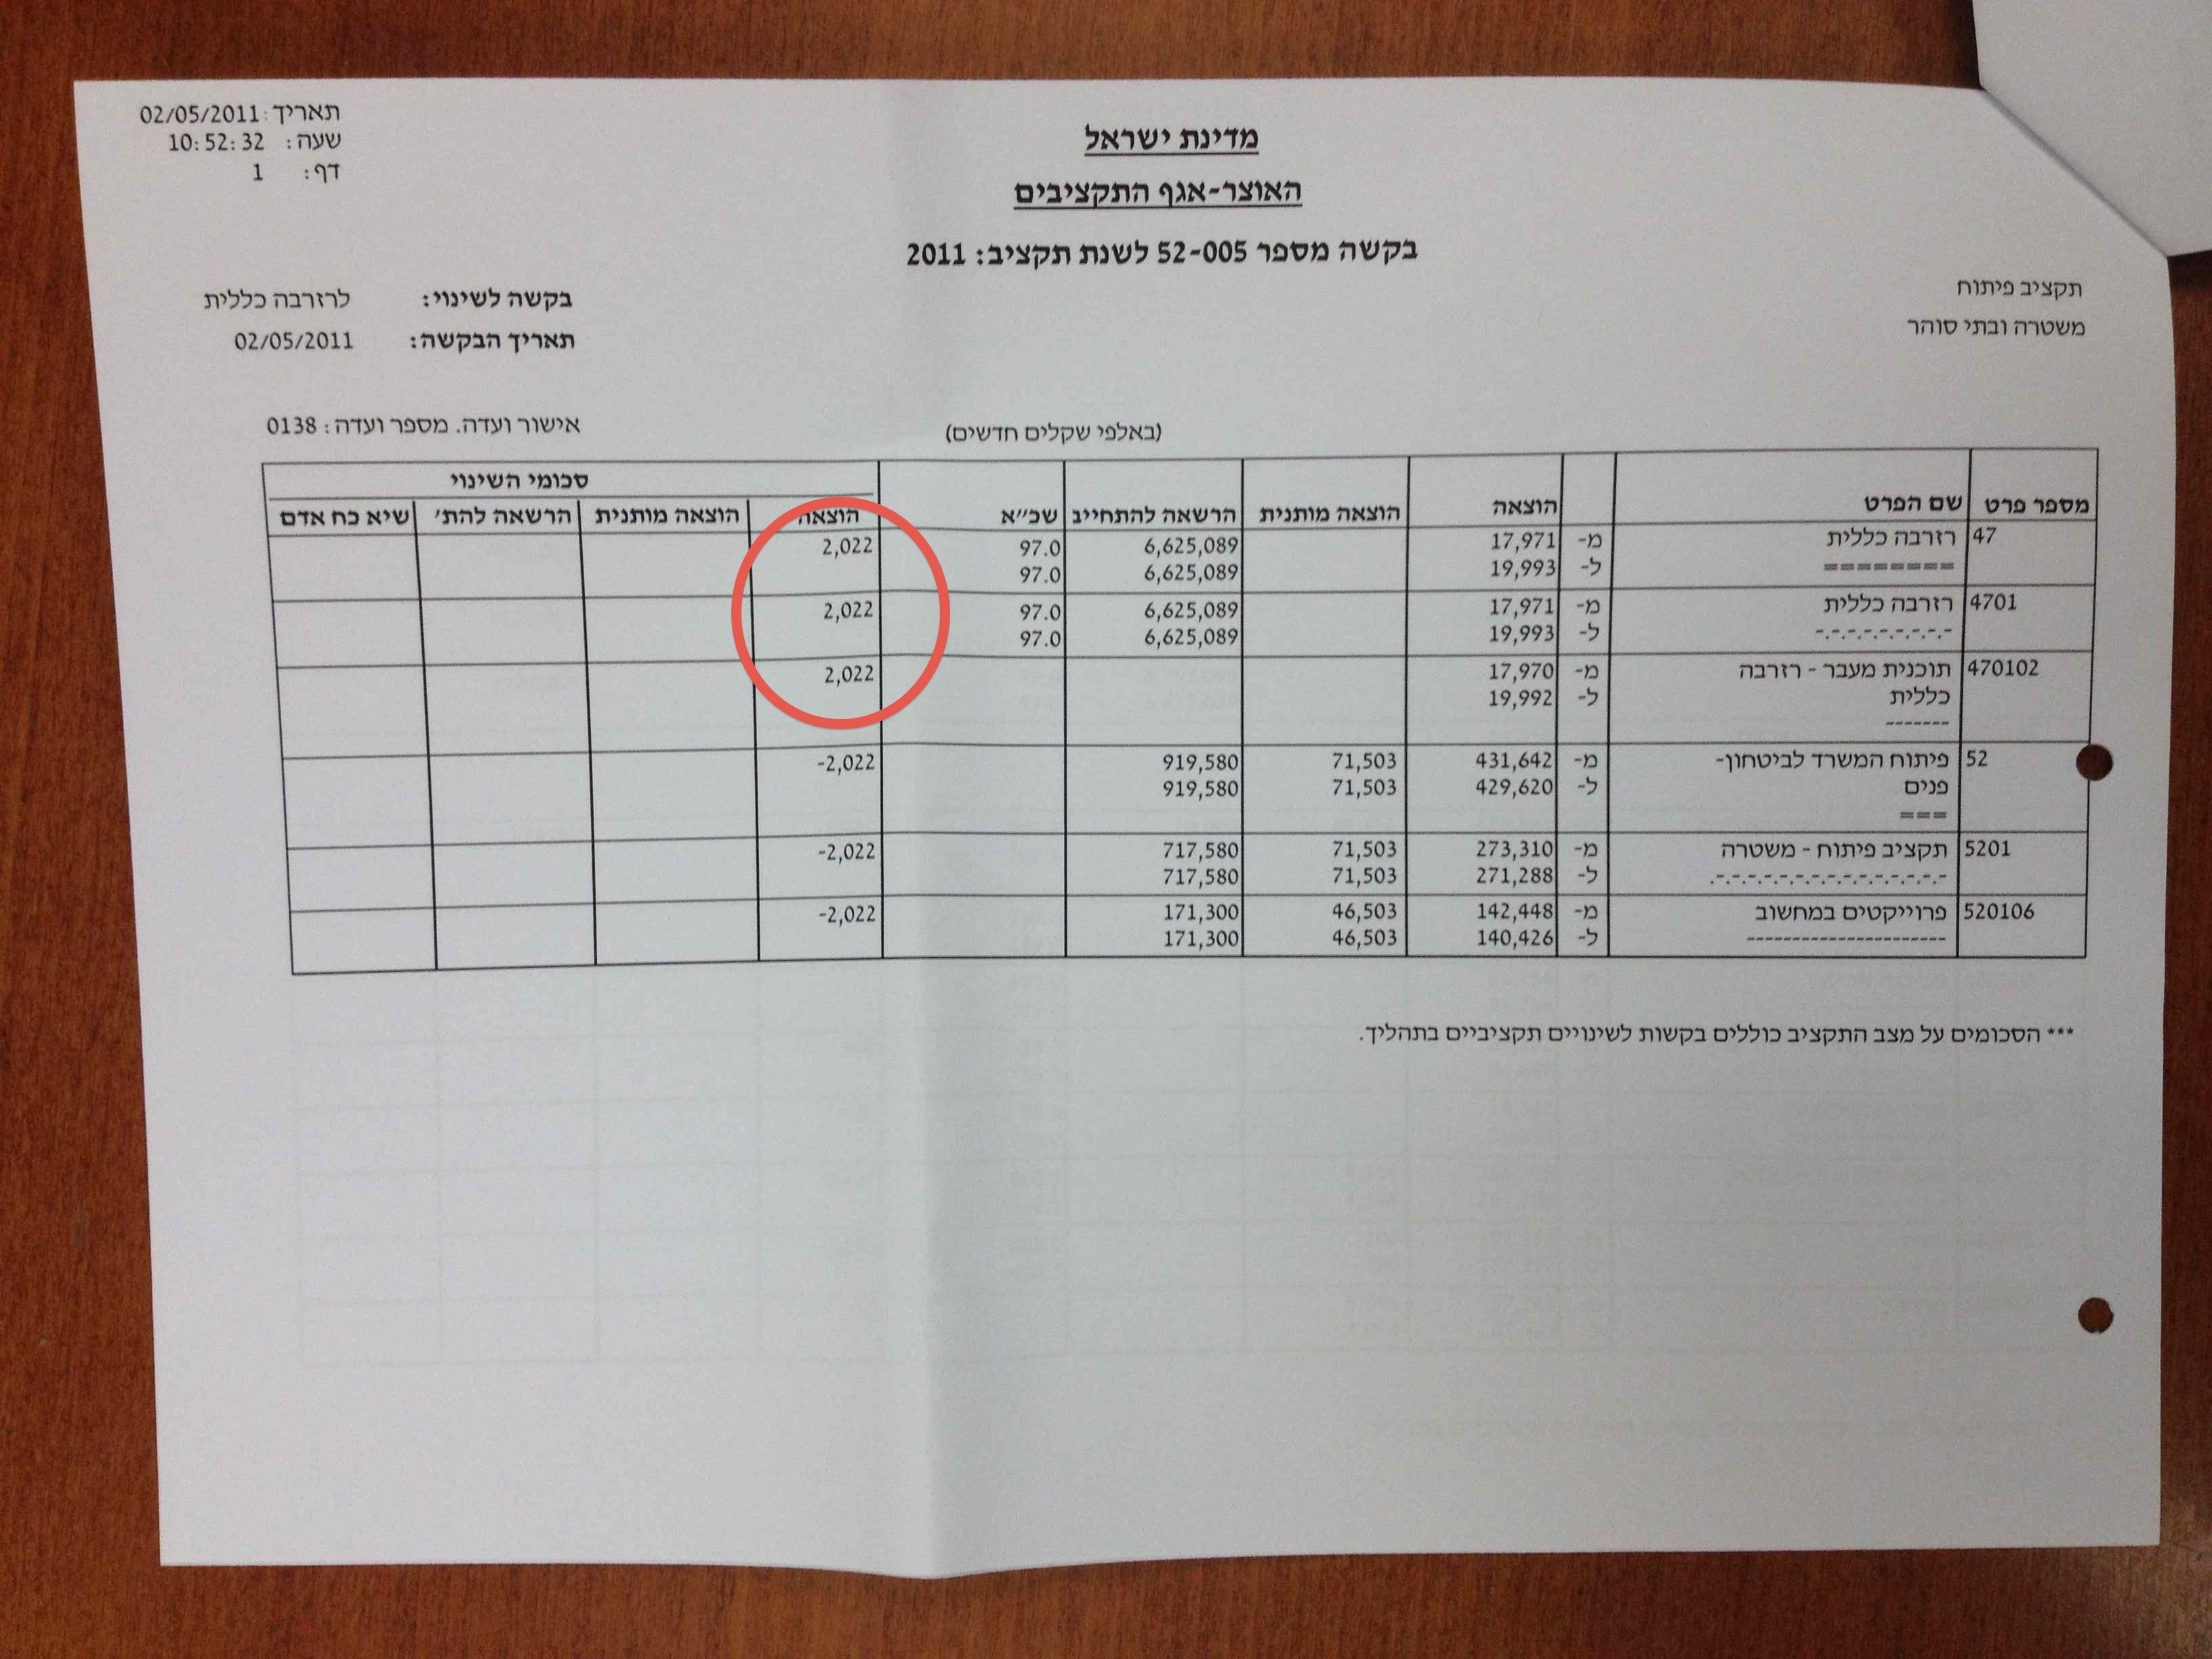 תאריך: 02/05/2011
שעה: 10:52:32
דף: 1
מדינת ישראל
האוצר-אגף התקציבים
בקשה מספר 52-005 לשנת תקציב: 2011
תקציב פיתוח
משטרה ובתי סוהר
בקשה לשינוי: לרזרבה כללית
תאריך הבקשה: 02/05/2011
(באלפי שקלים חדשים)
אישור ועדה. מספר ועדה: 0138
סכומי השינוי
מספר פרט שם הפרט הוצאה הוצאה מותנית הרשאה להתחייב שכ״א הוצאה הוצאה מותנית הרשאה להת׳ שיא כח אדם
47 רזרבה כללית מ- 17,971 6,625,089 97.0 2,022
======== ל- 19,993 6,625,089 97.0
4701 רזרבה כללית מ- 17,971 6,625,089 97.0 2,022
-.-.-.-.-.-.-.-.- ל- 19,993 6,625,089 97.0
470102 תוכנית מעבר - רזרבה מ- 17,970 2,022
כללית ל- 19,992
-------
52 פיתוח המשרד לביטחון- מ- 431,642 71,503 919,580 -2,022
פנים ל- 429,620 71,503 919,580
===
5201 תקציב פיתוח - משטרה מ- 273,310 71,503 717,580 -2,022
-.-.-.-.-.-.-.-.-.-.-.-.-.-.-. ל- 271,288 71,503 717,580
520106 פרוייקטים במחשוב מ- 142,448 46,503 171,300 -2,022
---------------------- ל- 140,426 46,503 171,300
*** הסכומים על מצב התקציב כוללים בקשות לשינויים תקציביים בתהליך.